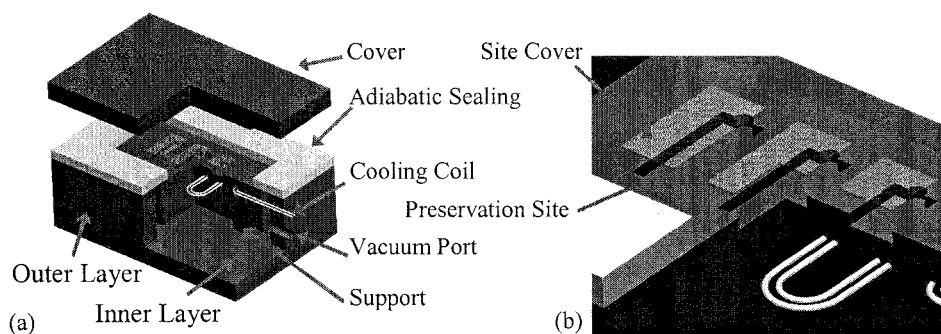 Cover
Adiabatic Sealing
Cooling Coil
Vacuum Port
Support
Outer Layer
Inner Layer
(a)
Site Cover
Preservation Site
(b)